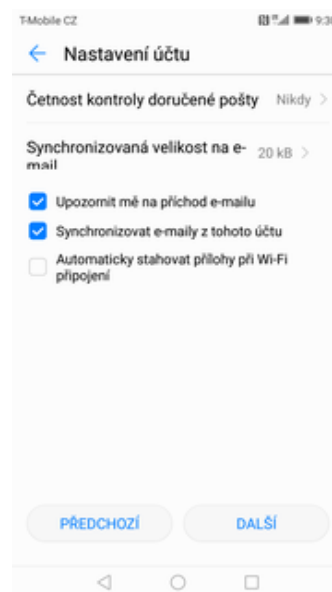 T-Mobile CZ 9:30
Nastavení účtu
Četnost kontroly doručené pošty Nikdy
Synchronizovaná velikost na e- 20 kB
mail
Upozornit mě na příchod e-mailu
Synchronizovat e-maily z tohoto účtu
Automaticky stahovat přílohy při Wi-Fi
připojení
PŘEDCHOZÍ DALŠÍ